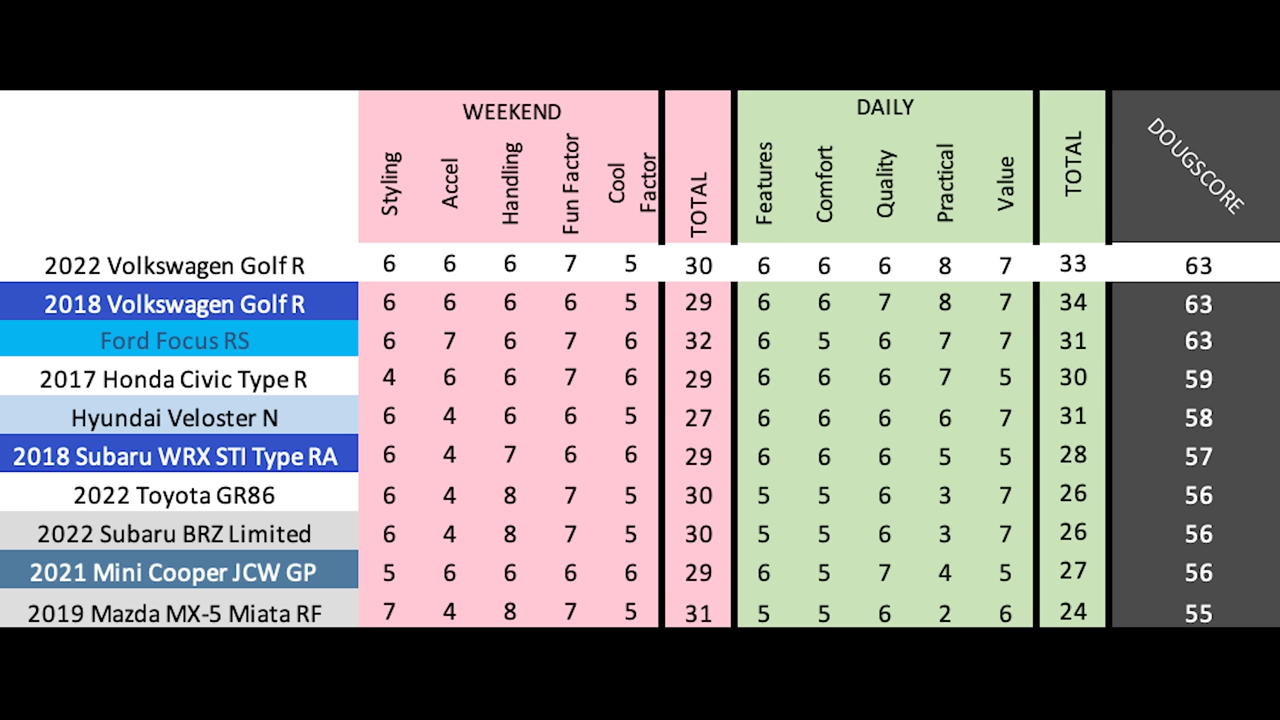 WEEKEND DAILY
Styling Accel Handling Fun Factor Cool Factor TOTAL Features Comfort Quality Practical Value TOTAL DOUGSCORE
2022 Volkswagen Golf R 6 6 6 7 5 30 6 6 6 8 7 33 63
2018 Volkswagen Golf R 6 6 6 6 5 29 6 6 7 8 7 34 63
Ford Focus RS 6 7 6 7 6 32 6 5 6 7 7 31 63
2017 Honda Civic Type R 4 6 6 7 6 29 6 6 6 7 5 30 59
Hyundai Veloster N 6 4 6 6 5 27 6 6 6 6 7 31 58
2018 Subaru WRX STI Type RA 6 4 7 6 6 29 6 6 6 5 5 28 57
2022 Toyota GR86 6 4 8 7 5 30 5 5 6 3 7 26 56
2022 Subaru BRZ Limited 6 4 8 7 5 30 5 5 6 3 7 26 56
2021 Mini Cooper JCW GP 5 6 6 6 6 29 6 5 7 4 5 27 56
2019 Mazda MX-5 Miata RF 7 4 8 7 5 31 5 5 6 2 6 24 55